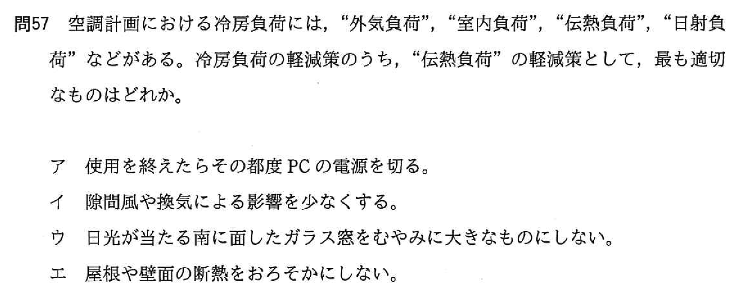 問57 空調計画における冷房負荷には，“外気負荷”，“室内負荷”，“伝熱負荷”，“日射負
荷”などがある。冷房負荷の軽減策のうち，“伝熱負荷”の軽減策として，最も適切
なものはどれか。
ア 使用を終えたらその都度 PC の電源を切る。
イ 隙間風や換気による影響を少なくする。
ウ 日光が当たる南に面したガラス窓をむやみに大きなものにしない。
エ 屋根や壁面の断熱をおろそかにしない。